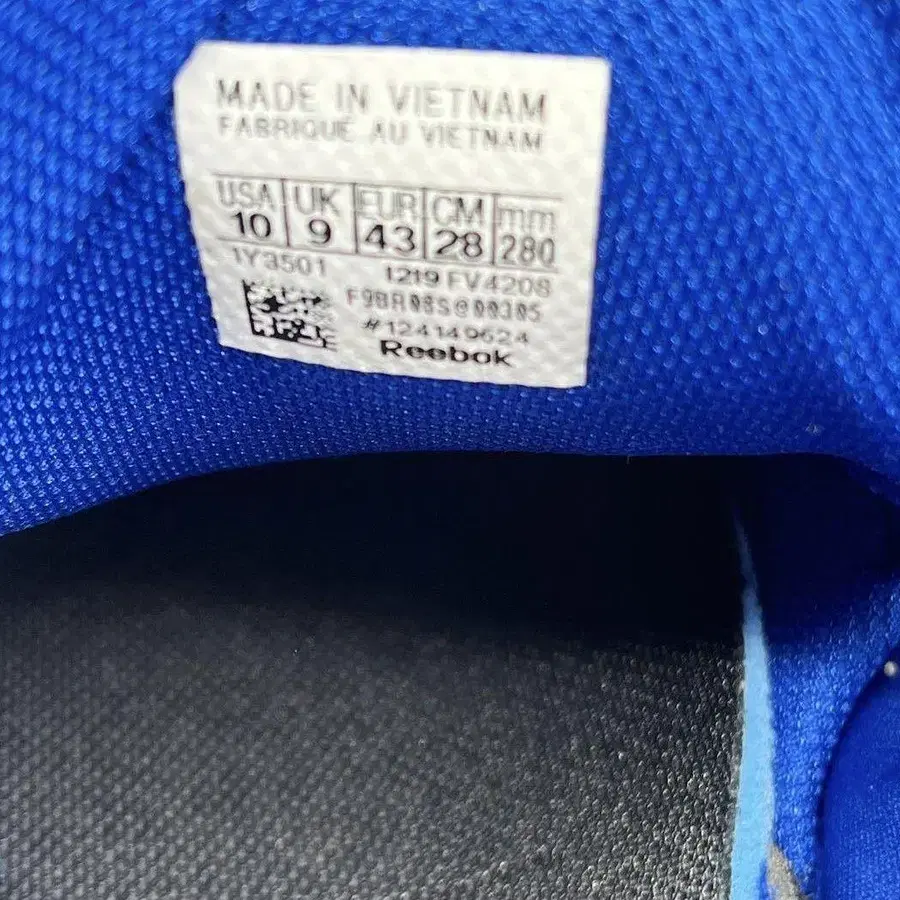 MADE IN VIETNAM
FABRIQUÉ AU VIETNAM
USA UK EUR CM mm
10 9 43 28 280
1Y3501 1219 FV4208
F9BR08S@00305
#124149624
Reebok